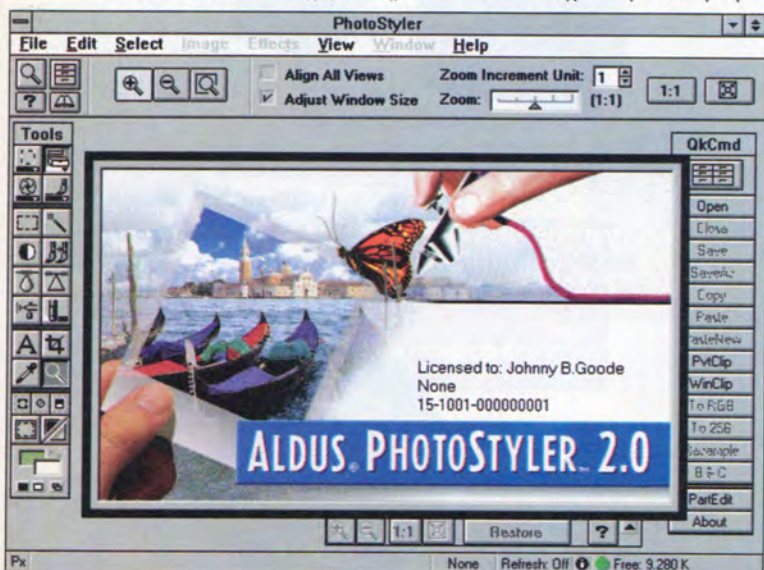 PhotoStyler
File Edit Select Image Effects View Window Help
Align All Views Zoom Increment Unit: 1
Adjust Window Size Zoom: (1:1) 1:1
?
Tools
QkCmd
Open
Close
Save
SaveAs
Copy
Paste
PasteNew
PvtClip
WinClip
To RGB
To 256
Resample
B & C
PartEdit
About
A
Licensed to: Johnny B.Goode
None
15-1001-000000001
ALDUS® PHOTOSTYLER™ 2.0
1:1 Restore ?
Px None Refresh: Off Free: 9.280 K